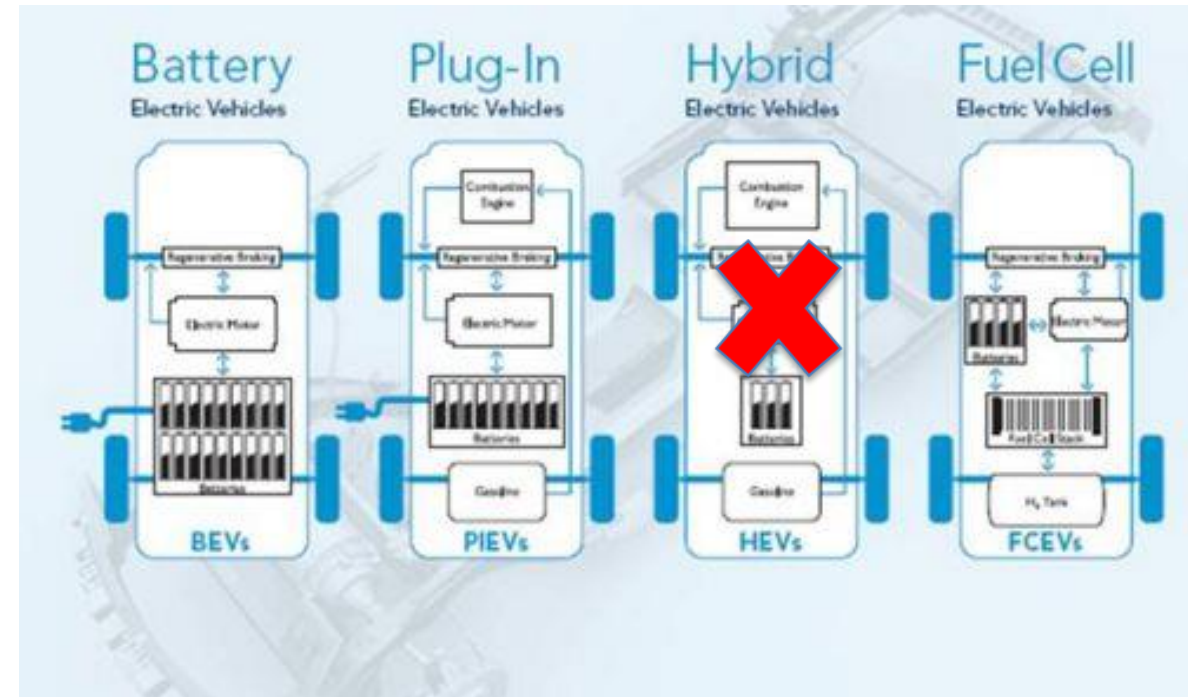 Battery
Electric Vehicles
Regenerative Braking
Electric Motor
Batteries
BEVs
Plug-In
Electric Vehicles
Combustion
Engine
Regenerative Braking
Electric Motor
Batteries
Gasoline
PIEVs
Hybrid
Electric Vehicles
Combustion
Engine
Batteries
Gasoline
HEVs
Fuel Cell
Electric Vehicles
Regenerative Braking
Batteries
Electric Motor
Fuel Cell Stack
H₂ Tank
FCEVs